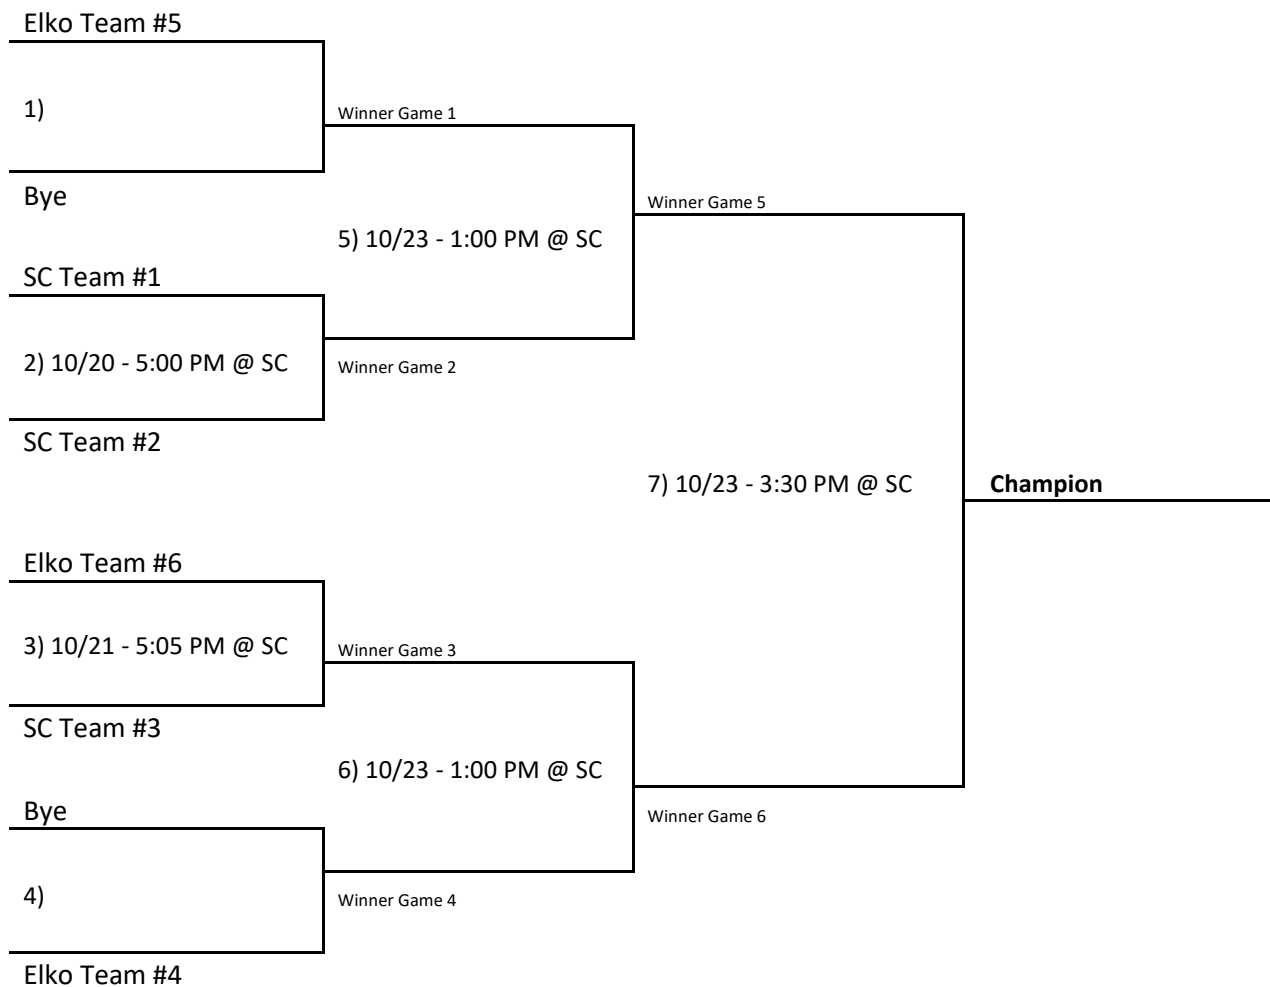 Elko Team #5
1)
Winner Game 1
Bye
Winner Game 5
5) 10/23 - 1:00 PM @ SC
SC Team #1
2) 10/20 - 5:00 PM @ SC
Winner Game 2
SC Team #2
7) 10/23 - 3:30 PM @ SC
Champion
Elko Team #6
3) 10/21 - 5:05 PM @ SC
Winner Game 3
SC Team #3
6) 10/23 - 1:00 PM @ SC
Bye
Winner Game 6
4)
Winner Game 4
Elko Team #4